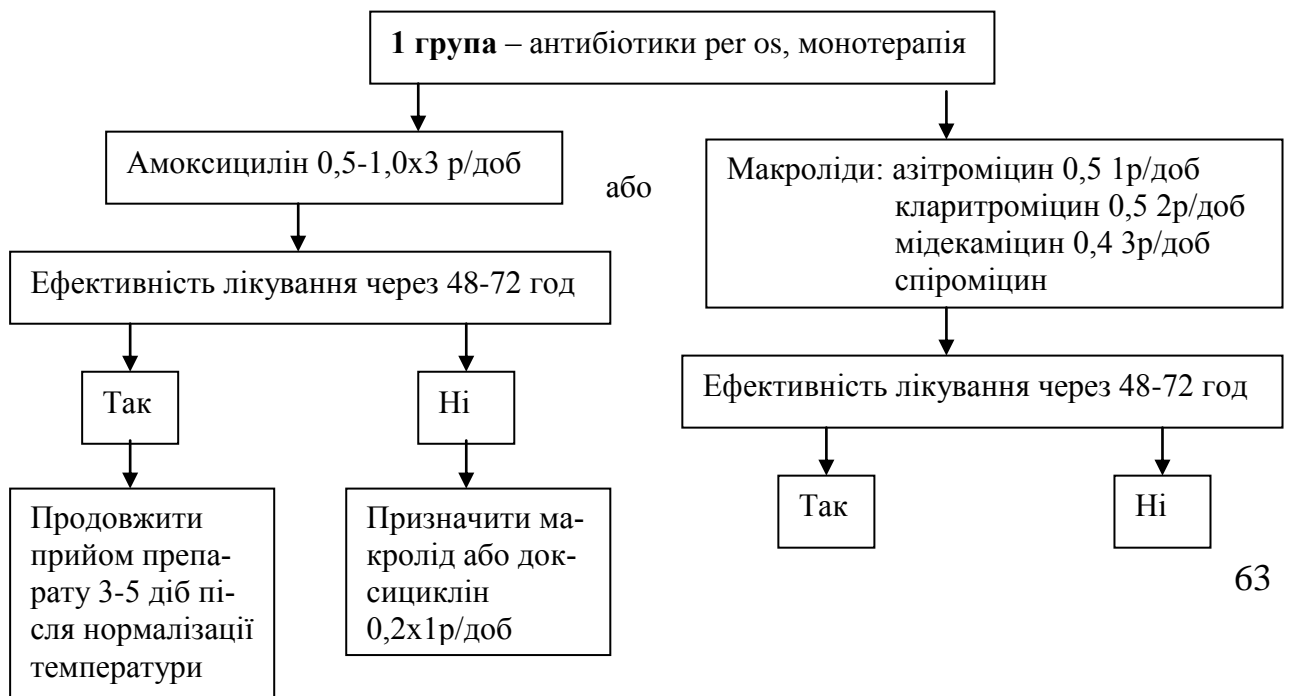 1 група – антибіотики per os, монотерапія
Амоксицилін 0,5-1,0х3 р/доб
або
Макроліди: азітроміцин 0,5 1р/доб
кларитроміцин 0,5 2р/доб
мідекаміцин 0,4 3р/доб
спіроміцин
Ефективність лікування через 48-72 год
Ефективність лікування через 48-72 год
Так
Ні
Так
Ні
Продовжити
прийом препа-
рату 3-5 діб пі-
сля нормалізації
температури
Призначити ма-
кролід або док-
сициклін
0,2х1р/доб
63